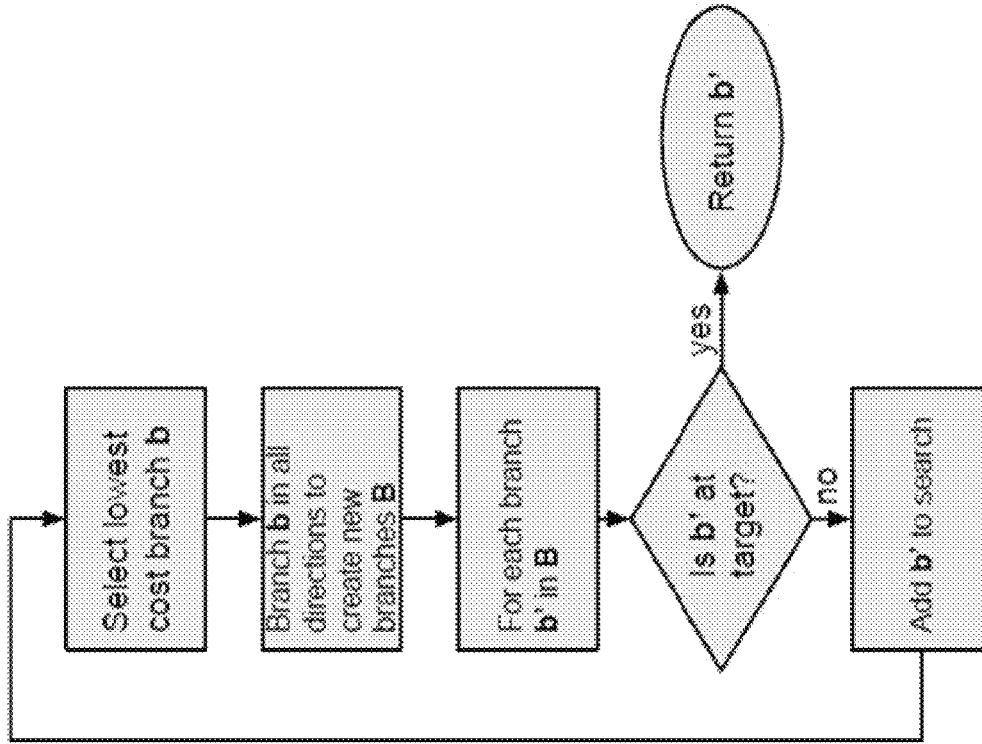 Select lowest
cost branch b
Branch b in all
directions to
create new
branches B
For each branch
b' in B
Is b' at
target?
yes
Return b'
no
Add b' to search